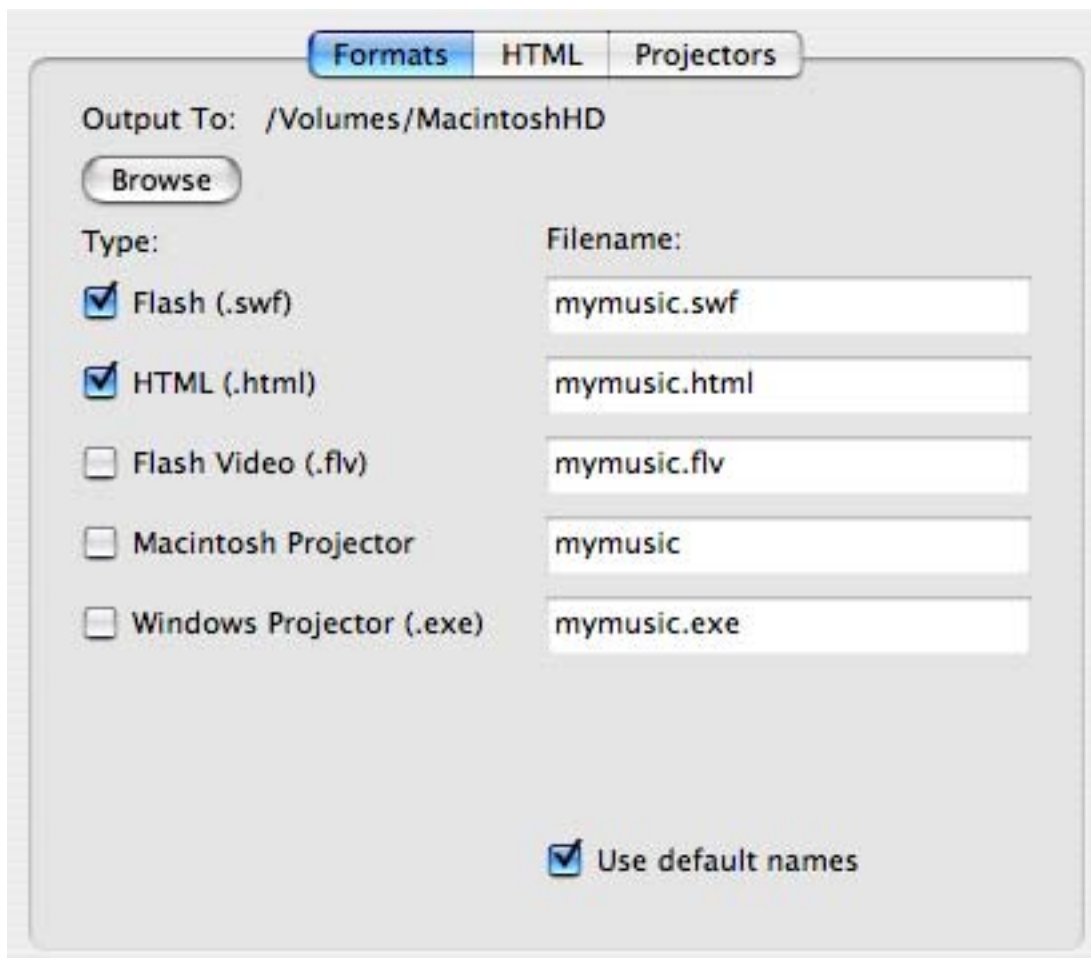 Formats HTML Projectors
Output To: /Volumes/MacintoshHD
Browse
Type: Filename:
Flash (.swf) mymusic.swf
HTML (.html) mymusic.html
Flash Video (.flv) mymusic.flv
Macintosh Projector mymusic
Windows Projector (.exe) mymusic.exe
Use default names